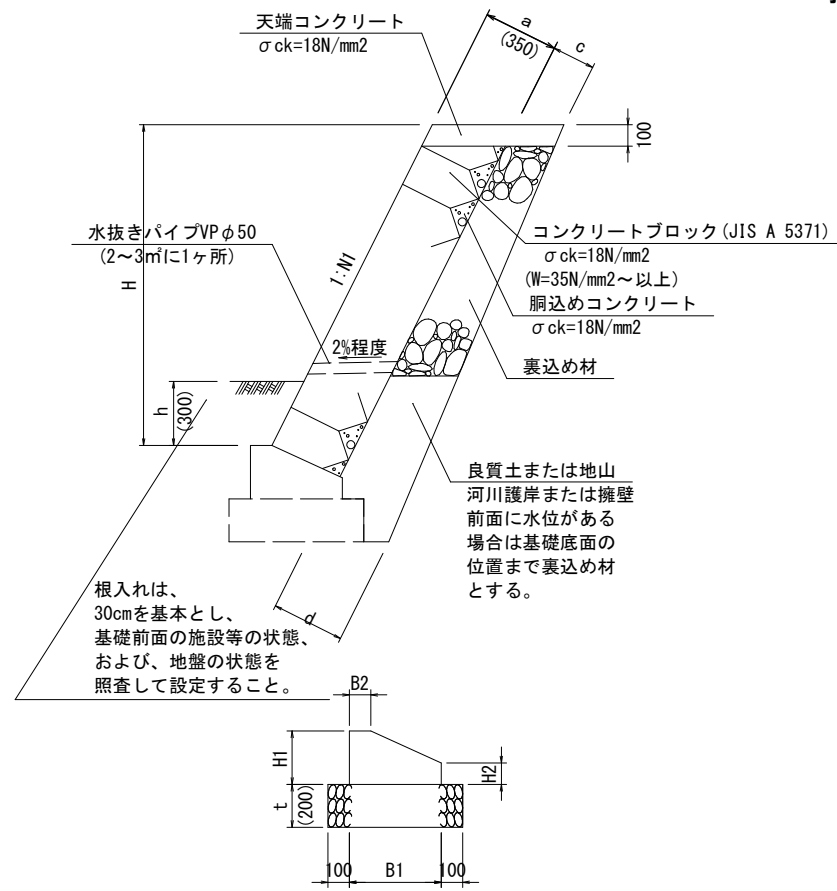 天端コンクリート
σck=18N/mm2
a
(350)
c
100
水抜きパイプVPφ50
(2～3㎡に1ヶ所)
H
1:N1
コンクリートブロック(JIS A 5371)
σck=18N/mm2
(W=35N/mm2～以上)
胴込めコンクリート
σck=18N/mm2
2%程度
裏込め材
h
(300)
良質土または地山
河川護岸または擁壁
前面に水位がある
場合は基礎底面の
位置まで裏込め材
とする。
d
根入れは、
30cmを基本とし、
基礎前面の施設等の状態、
および、地盤の状態を
照査して設定すること。
B2
H1
H2
t
(200)
100
B1
100